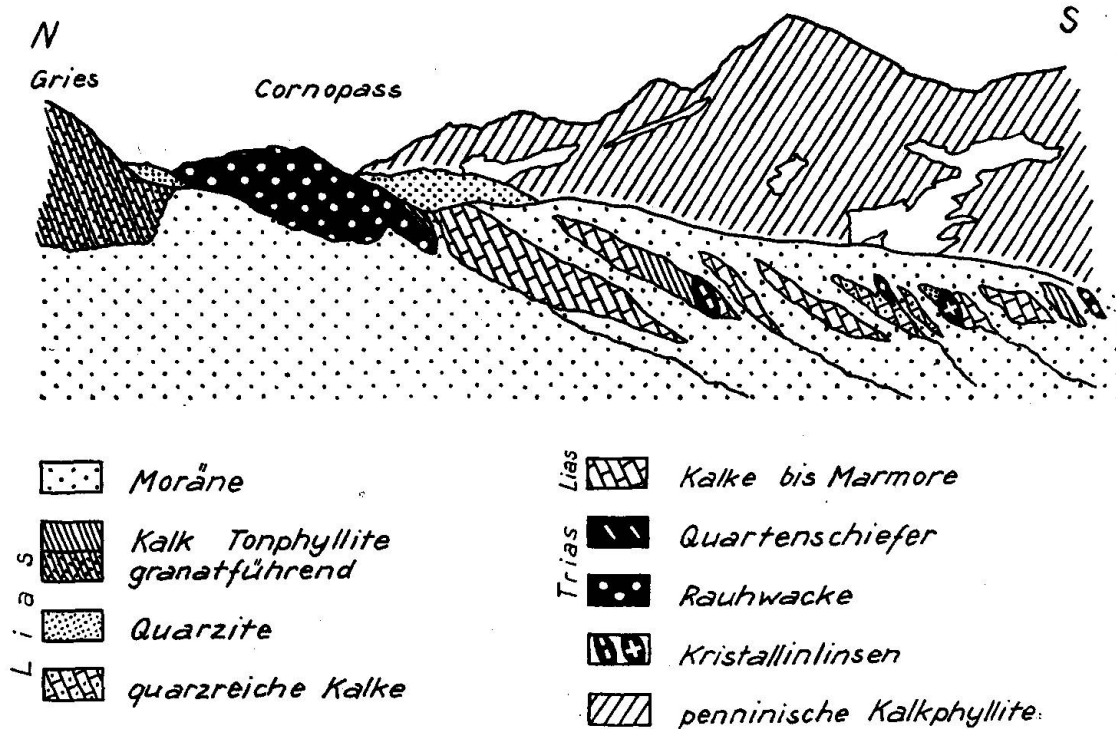 N
S
Gries
Cornopass
Moräne
Lias
Kalk Tonphyllite
granatführend
Quarzite
quarzreiche Kalke
Lias
Kalke bis Marmore
Trias
Quartenschiefer
Rauhwacke
Kristallinlinsen
penninische Kalkphyllite